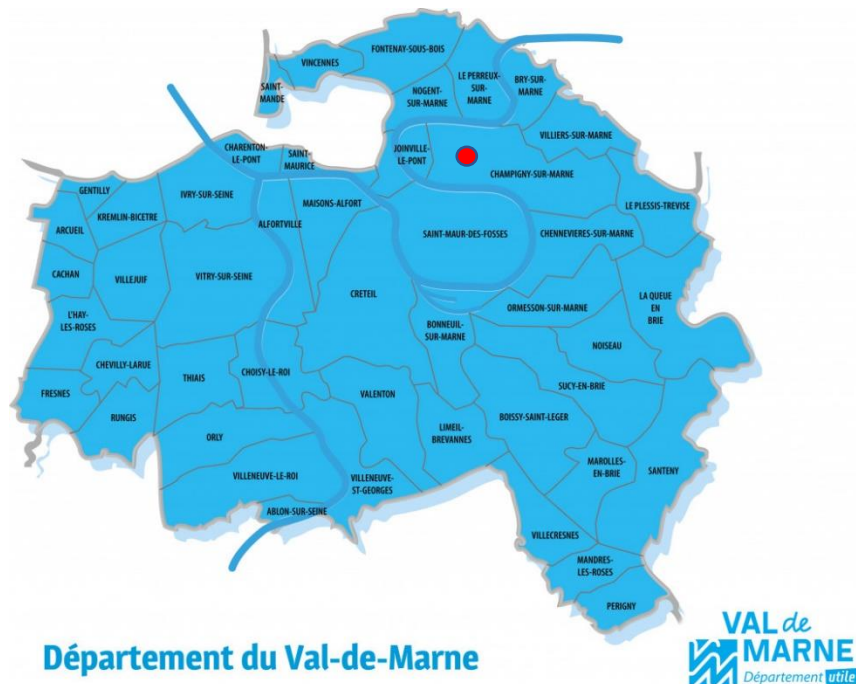 FONTENAY-SOUS-BOIS
VINCENNES
LE PERREUX-
SUR-
MARNE
BRY-SUR-
MARNE
SAINT-
MANDE
NOGENT-
SUR-MARNE
VILLIERS-SUR-MARNE
CHARENTON-
LE-PONT
SAINT-
MAURICE
JOINVILLE-
LE-PONT
CHAMPIGNY-SUR-MARNE
GENTILLY
IVRY-SUR-SEINE
MAISONS-ALFORT
LE PLESSIS-TREVISE
KREMLIN-BICETRE
ARCUEIL
ALFORTVILLE
SAINT-MAUR-DES-FOSSES
CHENNEVIERES-SUR-MARNE
CACHAN
VILLEJUIF
VITRY-SUR-SEINE
CRETEIL
LA QUEUE
EN
BRIE
ORMESSON-SUR-MARNE
L'HAY-
LES-ROSES
BONNEUIL-
SUR-MARNE
NOISEAU
CHEVILLY-LARUE
THIAIS
CHOISY-LE-ROI
SUCY-EN-BRIE
FRESNES
VALENTON
RUNGIS
BOISSY-SAINT-LEGER
LIMEIL-
BREVANNES
ORLY
MAROLLES-
EN-BRIE
SANTENY
VILLENEUVE-LE-ROI
VILLENEUVE-
ST-GEORGES
ABLON-SUR-SEINE
VILLECRESNES
MANDRES-
LES-ROSES
PERIGNY
Département du Val-de-Marne
VAL de
MARNE
Département utile